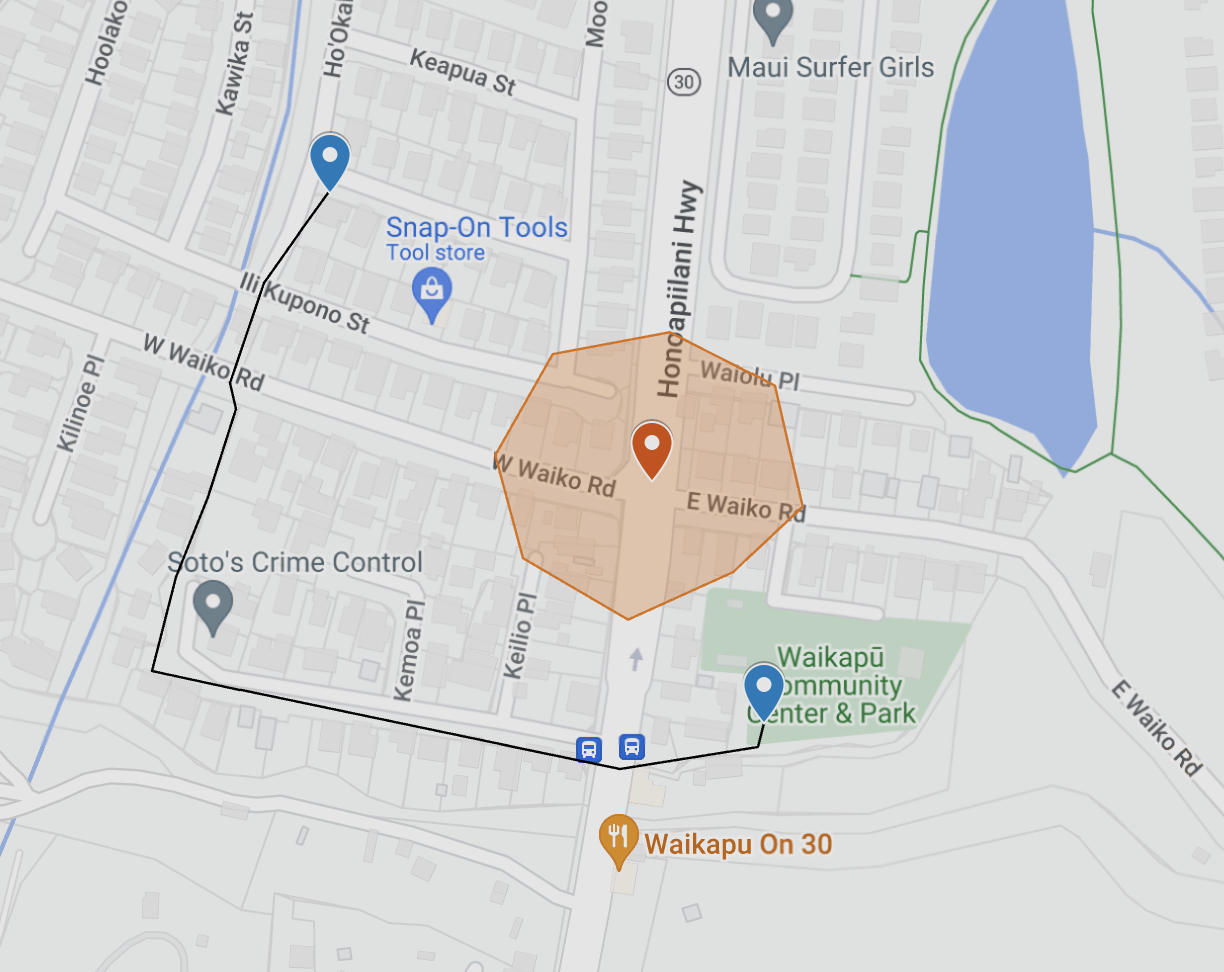 Hoolako
Kawika St
Ho'Okai
Keapua St
Moo
30
Maui Surfer Girls
Honoapiilani Hwy
Snap-On Tools
Tool store
Ili Kupono St
W Waiko Rd
Kilinoe Pl
Waiolu Pl
W Waiko Rd
E Waiko Rd
Soto's Crime Control
Kemoa Pl
Keilio Pl
Waikapū
Community
Center & Park
E Waiko Rd
Waikapu On 30